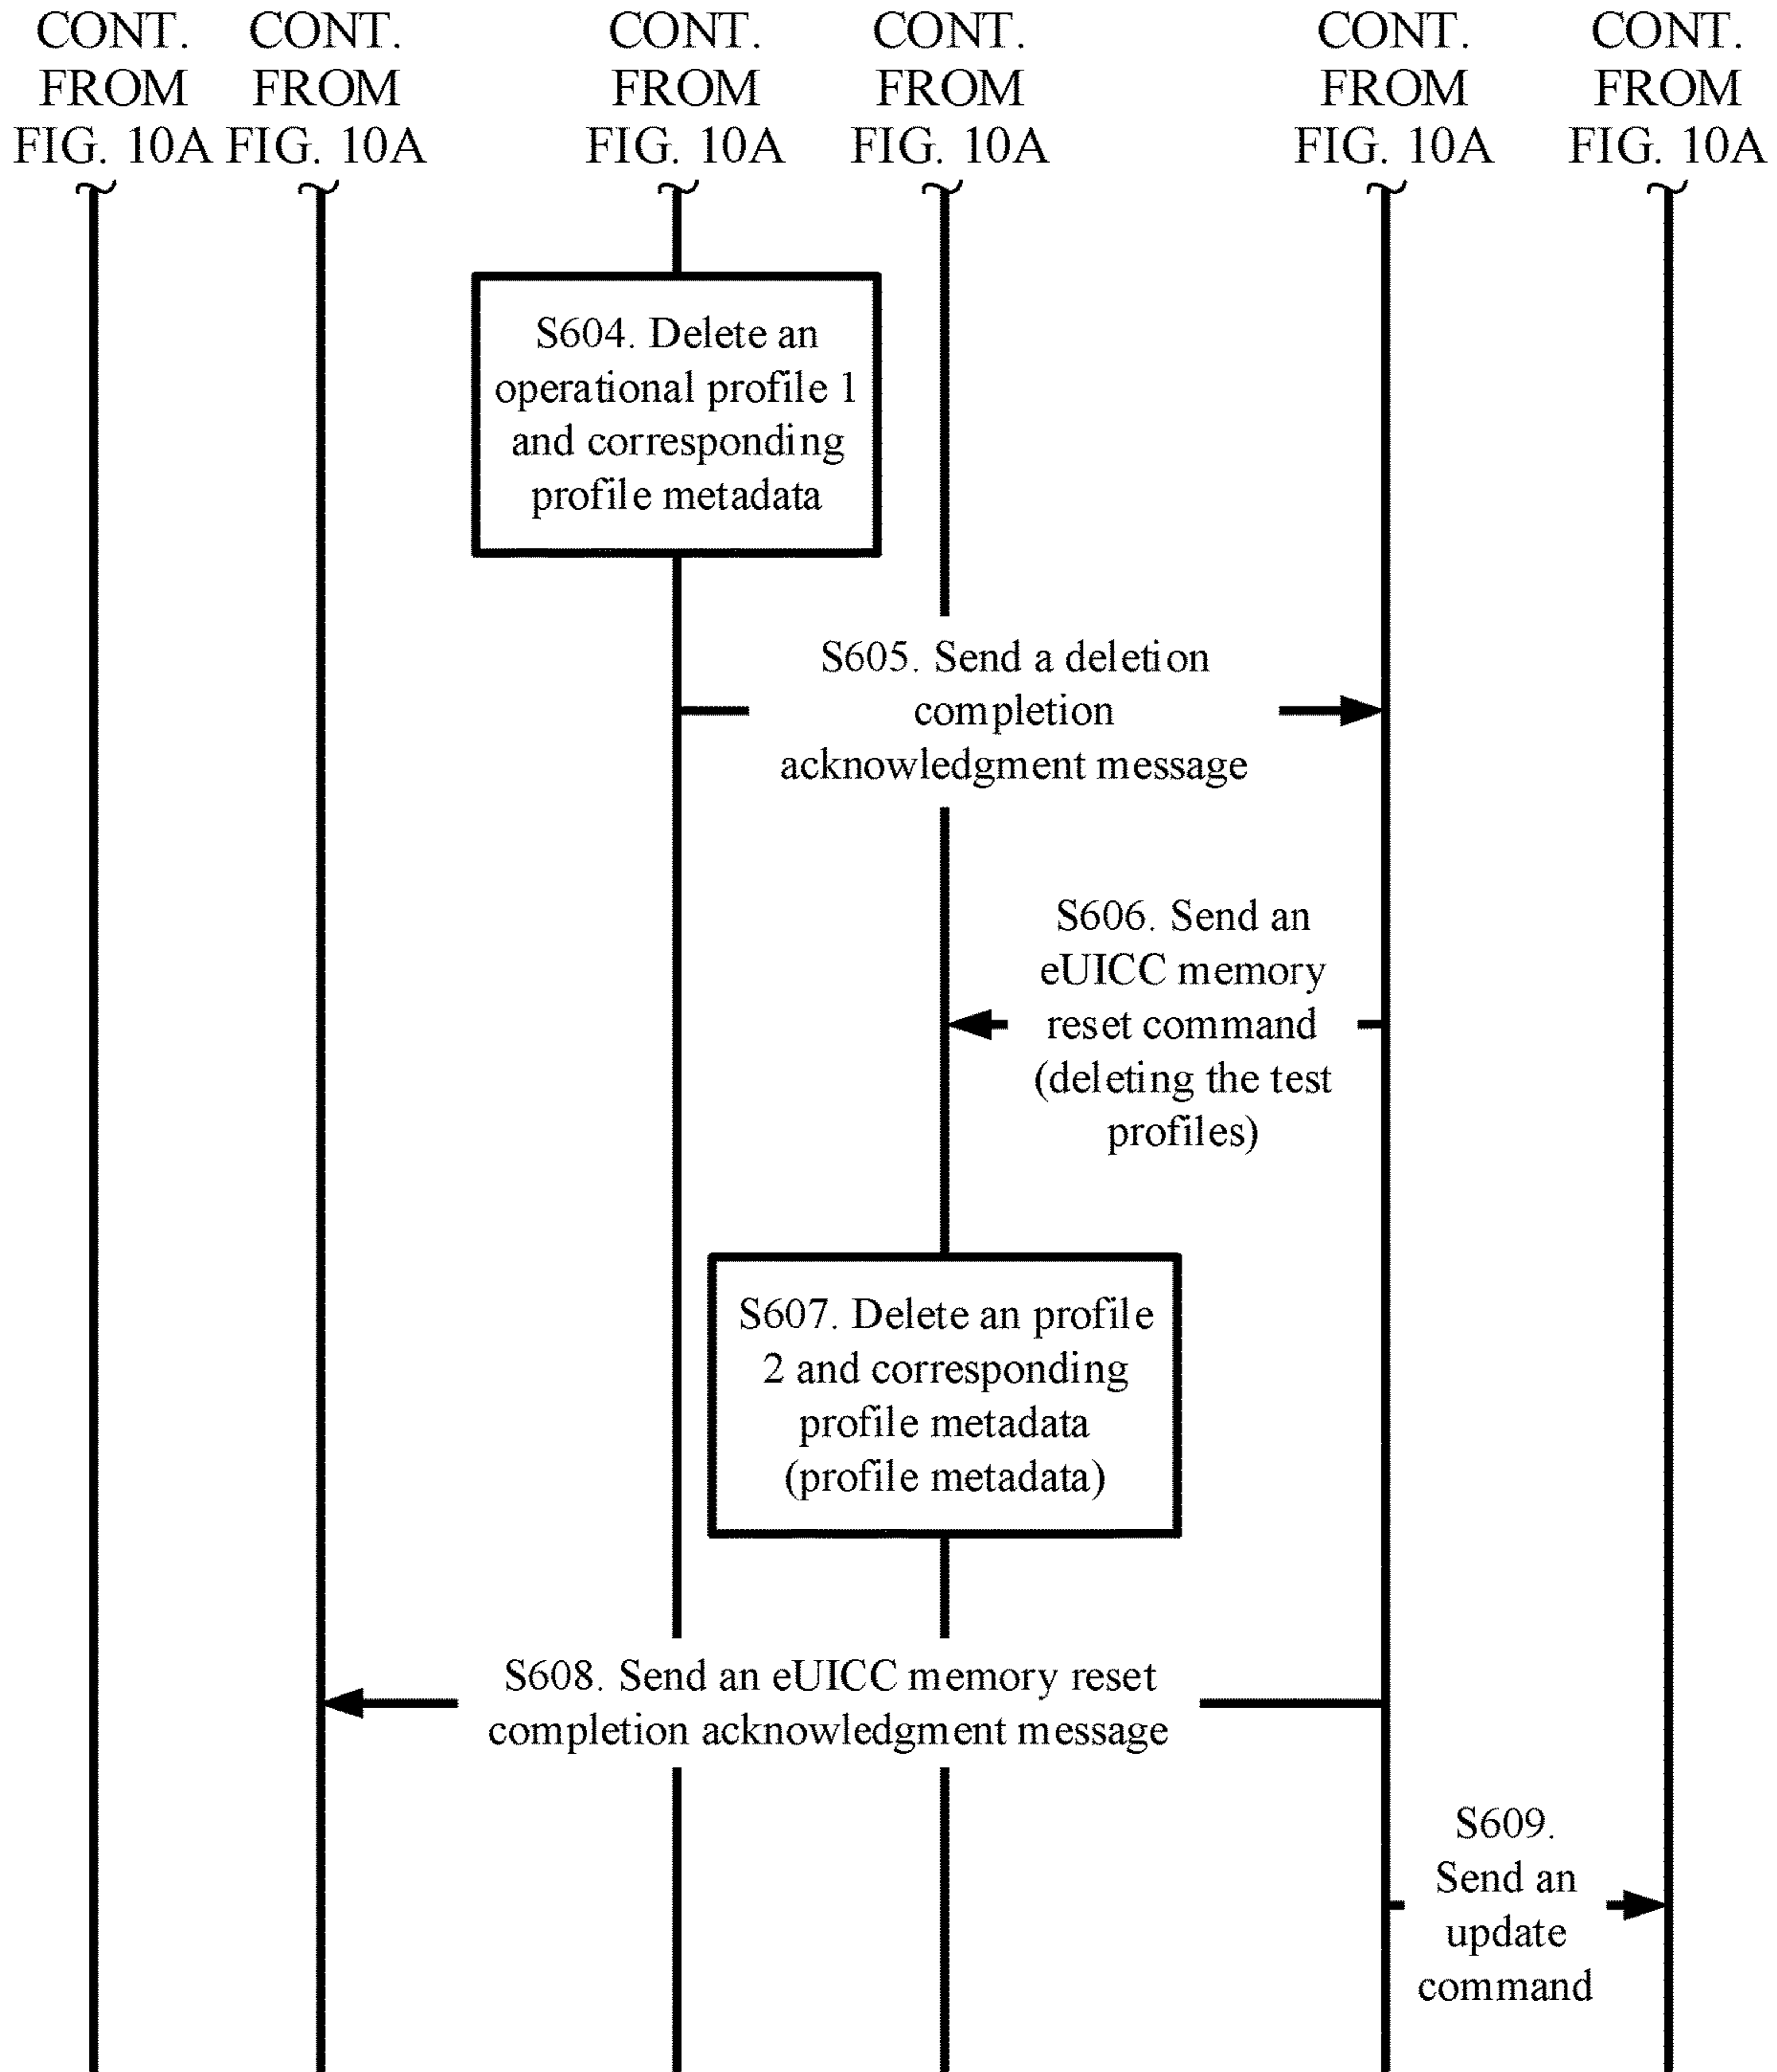 CONT. CONT. CONT. CONT. CONT. CONT.
FROM FROM FROM FROM FROM FROM
FIG. 10A FIG. 10A FIG. 10A FIG. 10A FIG. 10A FIG. 10A
S604. Delete an
operational profile 1
and corresponding
profile metadata
S605. Send a deletion
completion
acknowledgment message
S606. Send an
eUICC memory
reset command
(deleting the test
profiles)
S607. Delete an profile
2 and corresponding
profile metadata
(profile metadata)
S608. Send an eUICC memory reset
completion acknowledgment message
S609.
Send an
update
command